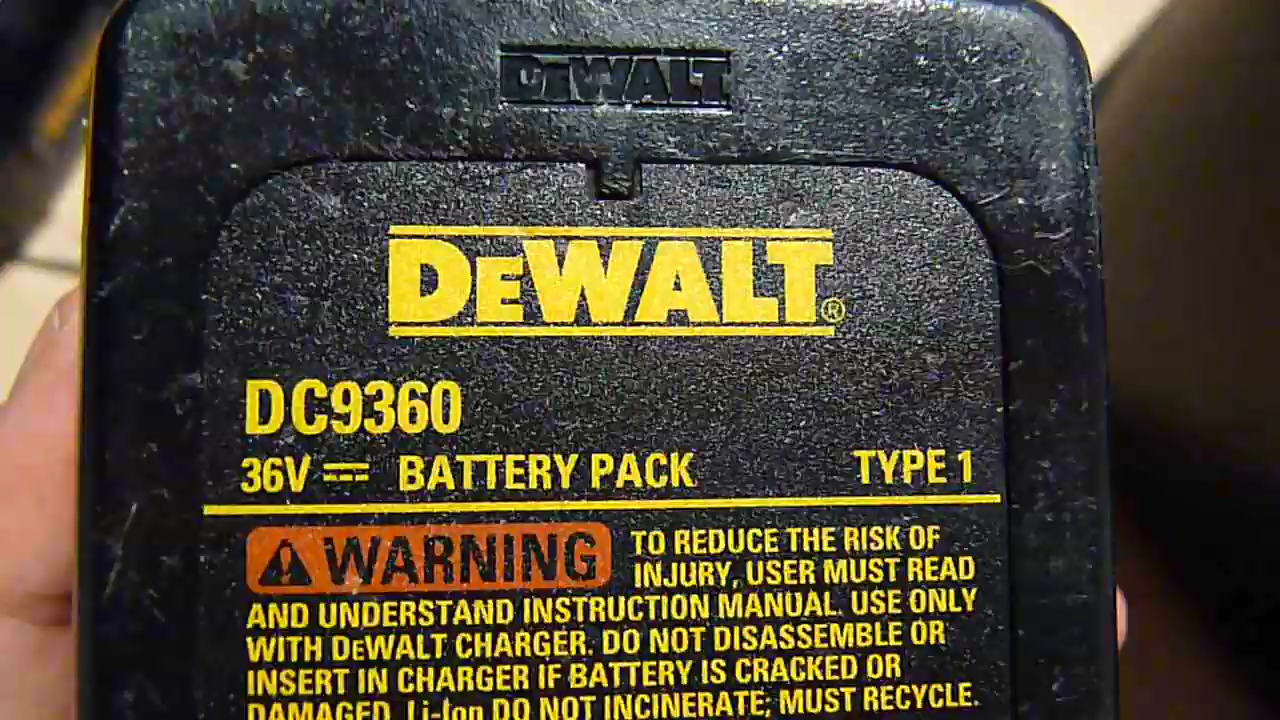 DEWALT
DEWALT®
DC9360
36V ⎓ BATTERY PACK TYPE 1
⚠ WARNING TO REDUCE THE RISK OF
INJURY, USER MUST READ
AND UNDERSTAND INSTRUCTION MANUAL. USE ONLY
WITH DEWALT CHARGER. DO NOT DISASSEMBLE OR
INSERT IN CHARGER IF BATTERY IS CRACKED OR
DAMAGED. Li-Ion DO NOT INCINERATE; MUST RECYCLE.